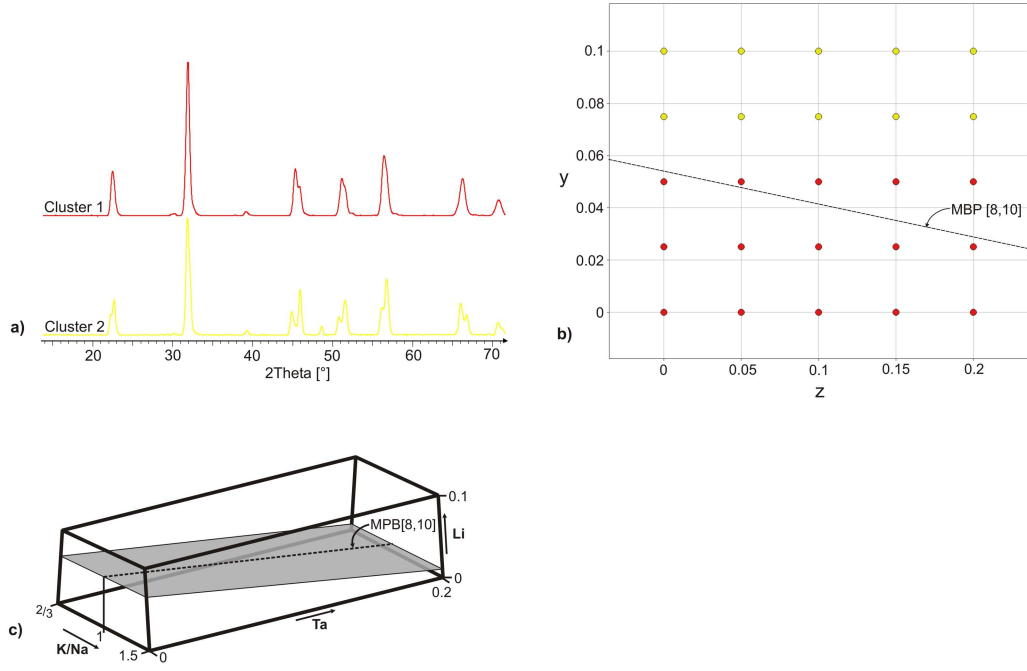 Cluster 1
Cluster 2
a)
20 30 40 50 60 70
2Theta [°]
0.1
0.08
0.06
y
0.04
0.02
0
MBP [8,10]
b)
0 0.05 0.1 0.15 0.2
z
MPB[8,10]
0.1
Li
0
0.2
2/3
1
K/Na
1.5
0
Ta
c)